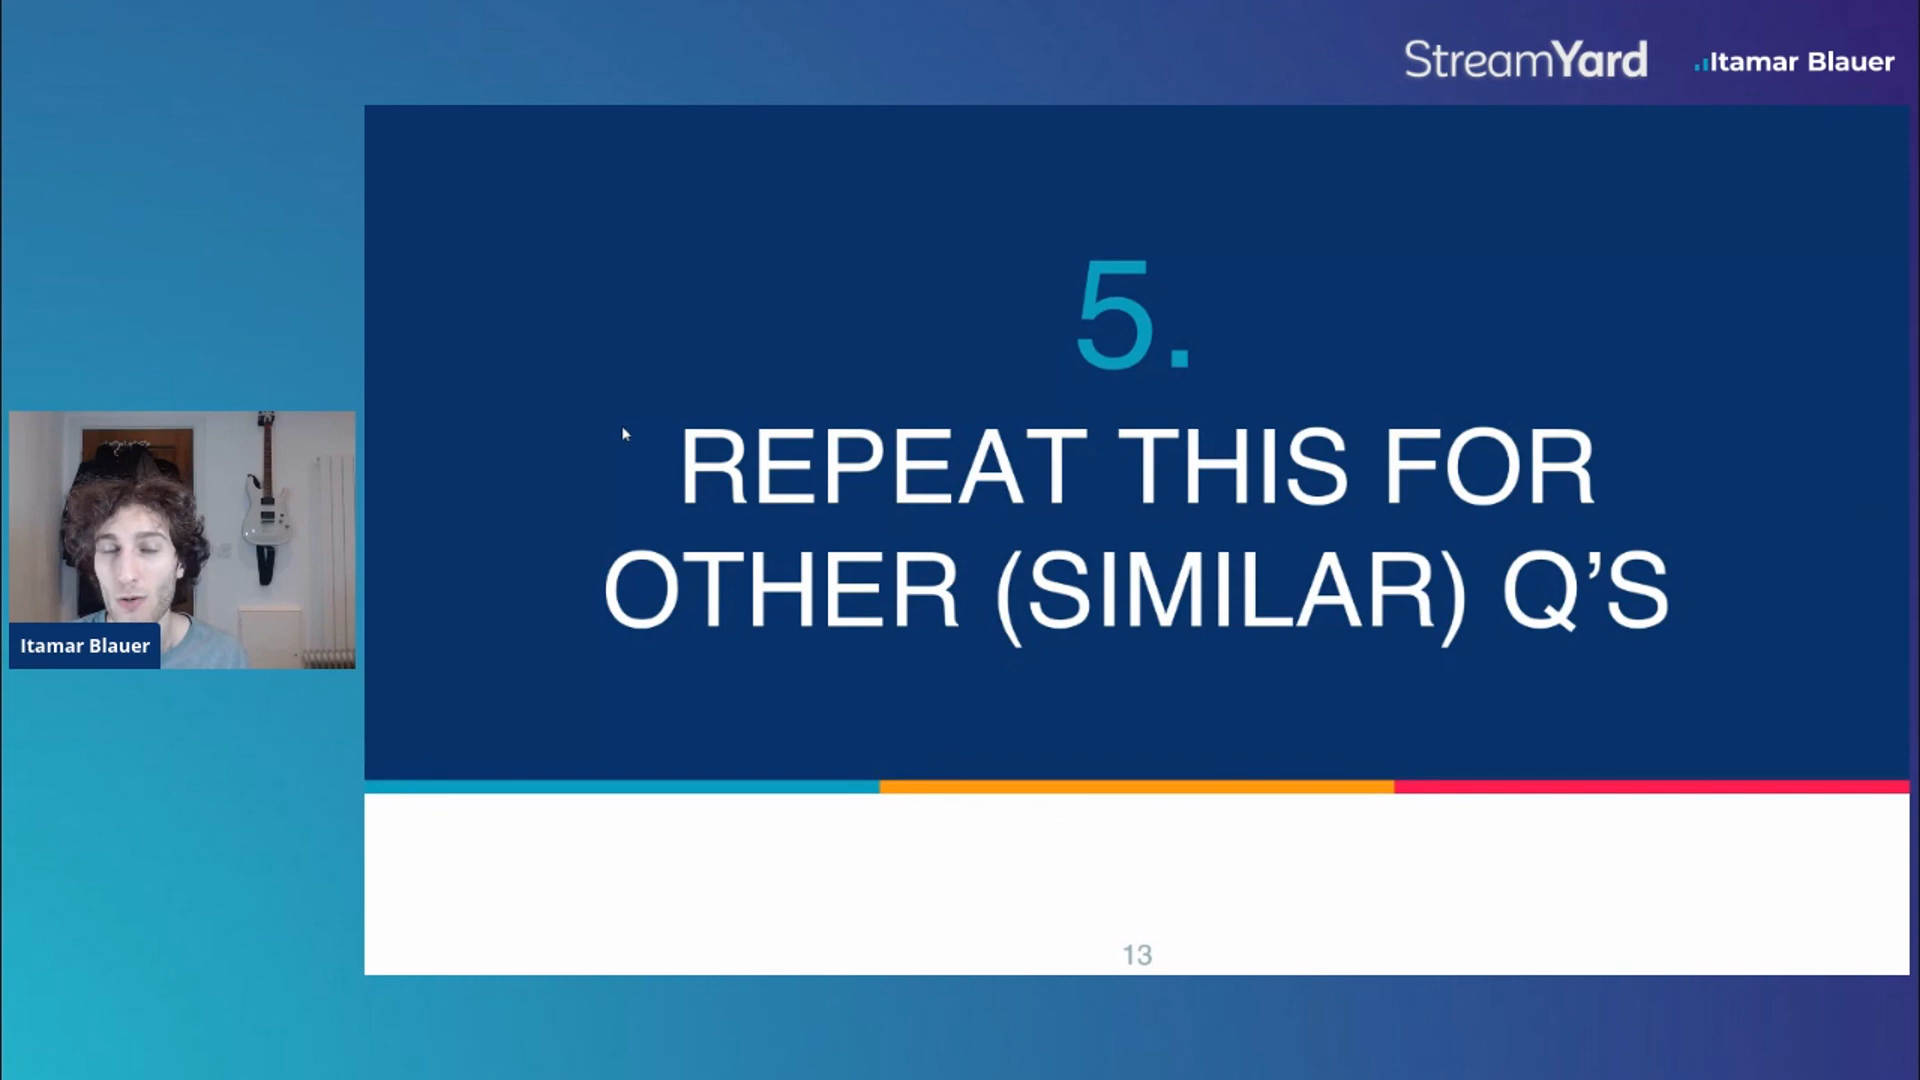 StreamYard
Itamar Blauer
5.
REPEAT THIS FOR
OTHER (SIMILAR) Q’S
Itamar Blauer
13